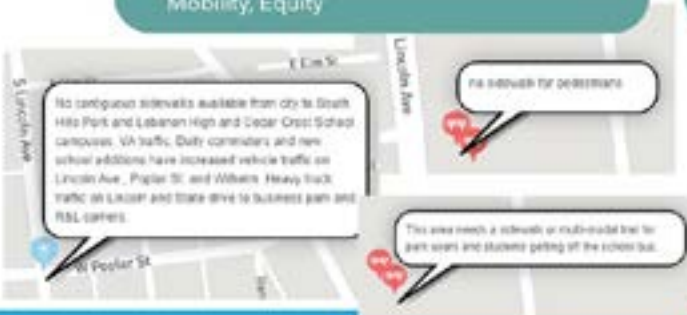 Mobility, Equity
E Elm St
S Lincoln Ave
Lincoln Ave
no sidewalk for pedestrians
No contiguous sidewalks available from city to South
Hills Park and Lebanon High and Cedar Crest School
campuses. VA traffic, Daily commuters and new
school additions have increased vehicle traffic on
Lincoln Ave., Poplar St. and Wilhelm. Heavy truck
traffic on Lincoln and State drive to business park and
R&L carriers.
This area needs a sidewalk or multi-modal trail for
park users and students getting off the school bus.
W Poplar St